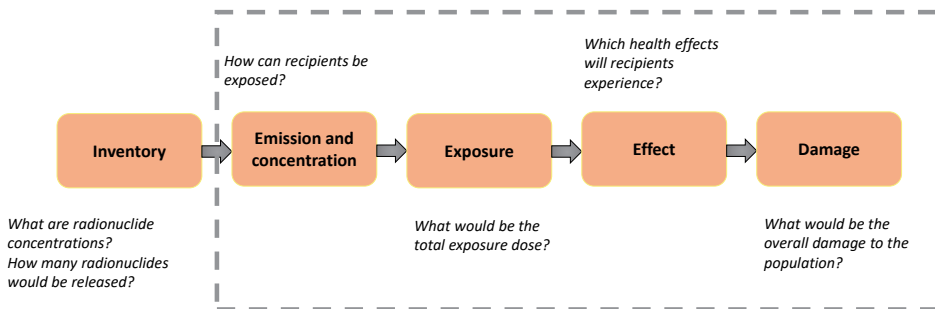 How can recipients be
exposed?
Which health effects
will recipients
experience?
Inventory
Emission and
concentration
Exposure
Effect
Damage
What are radionuclide
concentrations?
How many radionuclides
would be released?
What would be the
total exposure dose?
What would be the
overall damage to the
population?